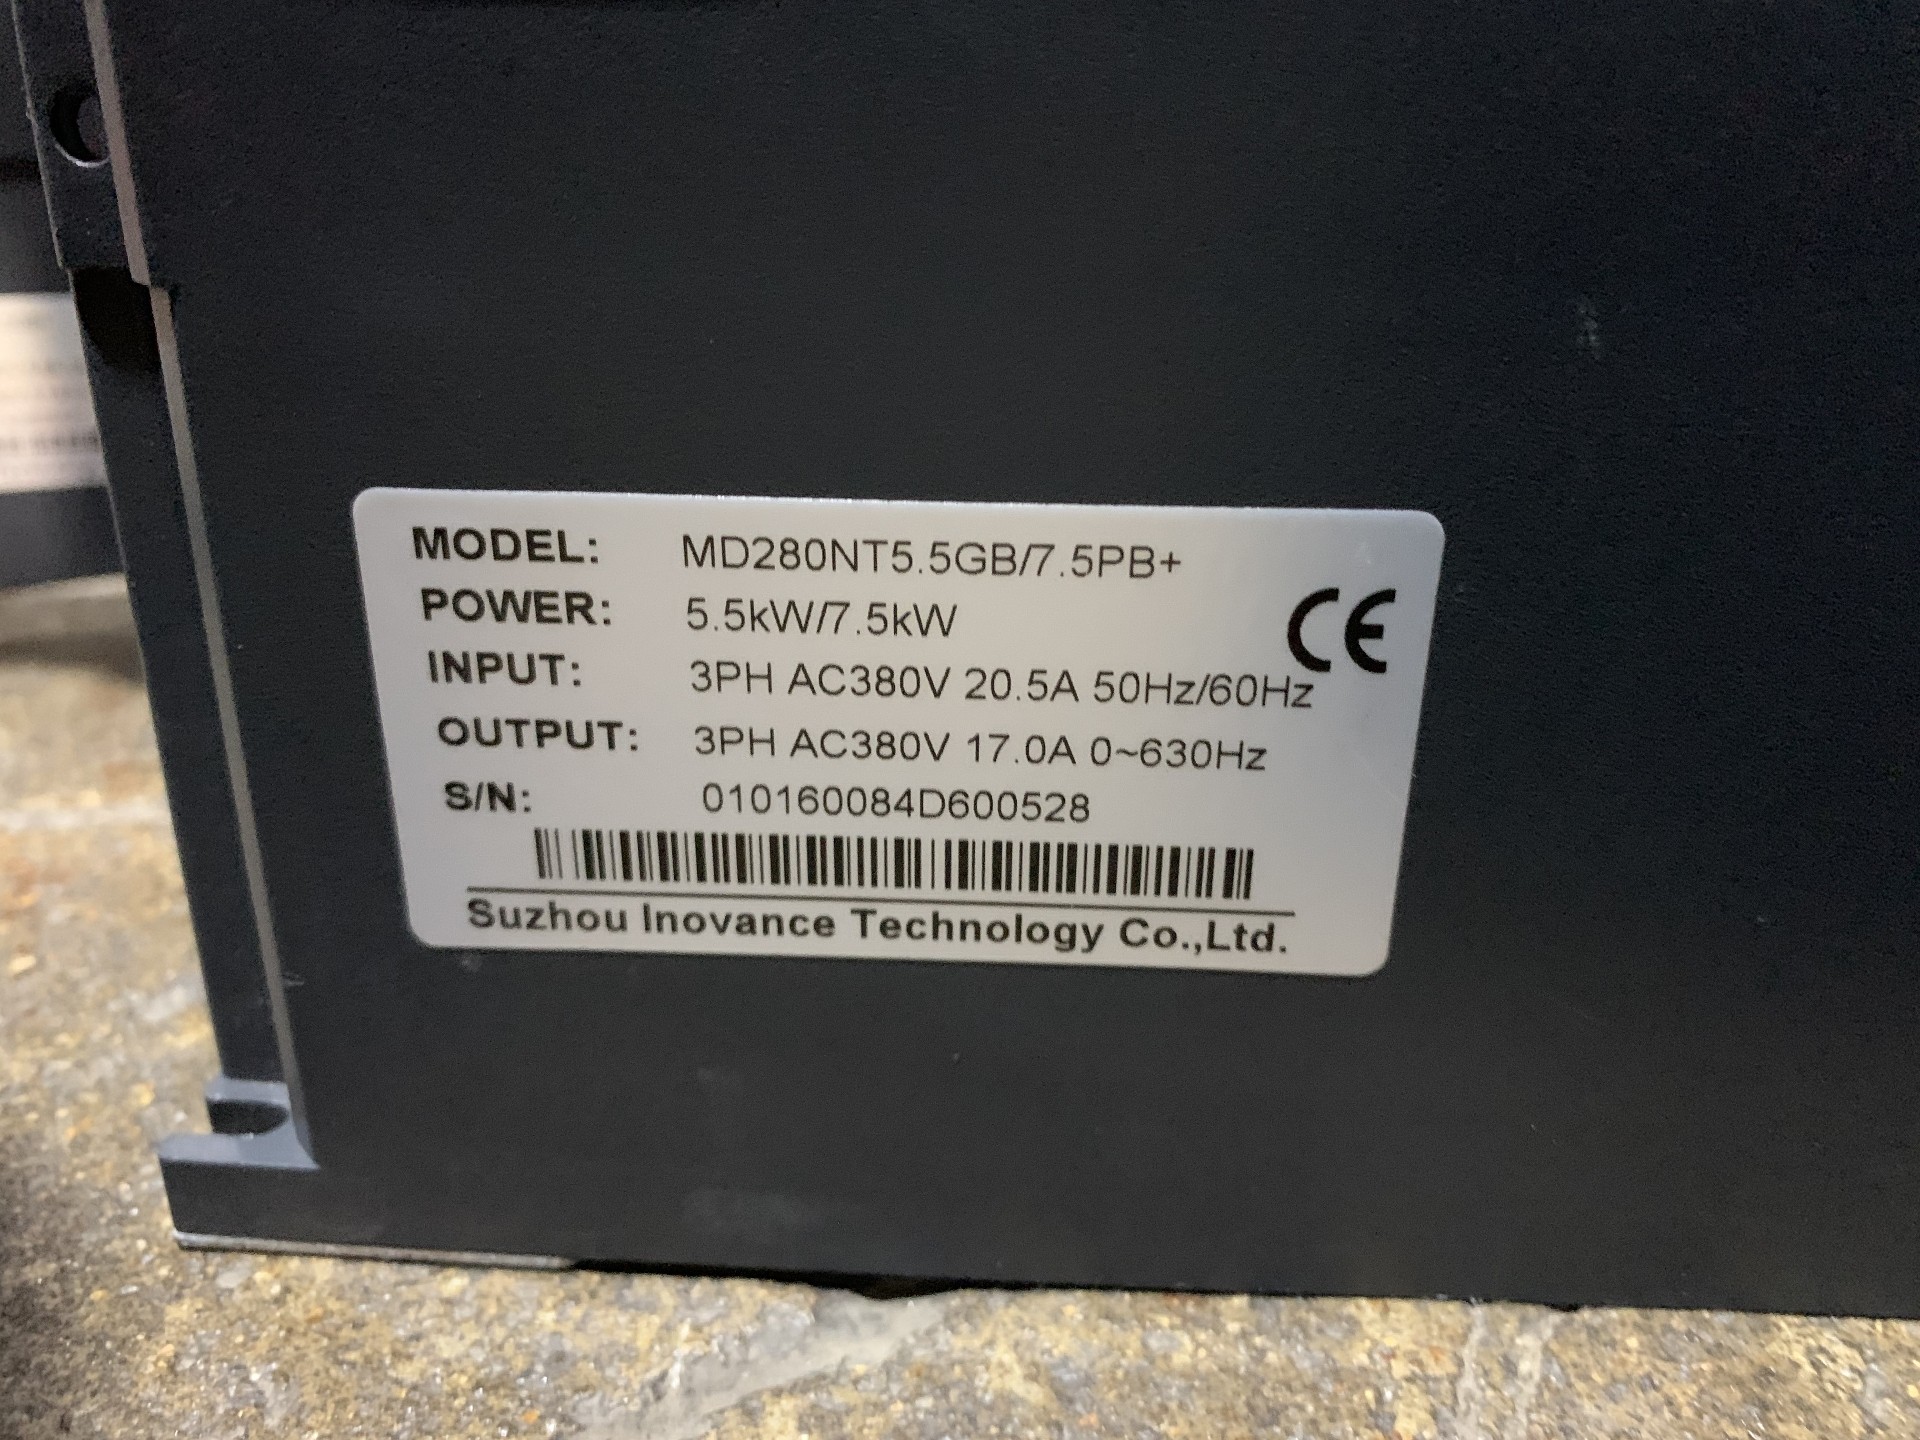 MODEL: MD280NT5.5GB/7.5PB+
POWER: 5.5kW/7.5kW
CE
INPUT: 3PH AC380V 20.5A 50Hz/60Hz
OUTPUT: 3PH AC380V 17.0A 0~630Hz
S/N: 010160084D600528
Suzhou Inovance Technology Co.,Ltd.